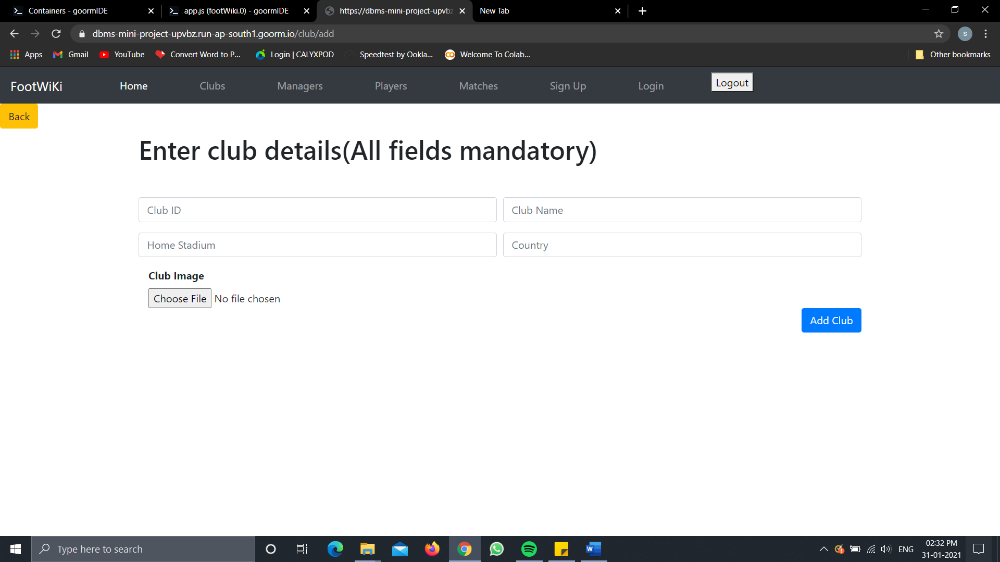 Containers - goormIDE
app.js (footWiki.0) - goormIDE
https://dbms-mini-project-upvbz
New Tab
dbms-mini-project-upvbz.run-ap-south1.goorm.io/club/add
s
Apps
Gmail
YouTube
Convert Word to P...
Login | CALYXPOD
Speedtest by Ookla...
Welcome To Colab...
Other bookmarks
FootWiKi
Home
Clubs
Managers
Players
Matches
Sign Up
Login
Logout
Back
Enter club details(All fields mandatory)
Club ID
Club Name
Home Stadium
Country
Club Image
Choose File No file chosen
Add Club
Type here to search
ENG
02:32 PM
31-01-2021